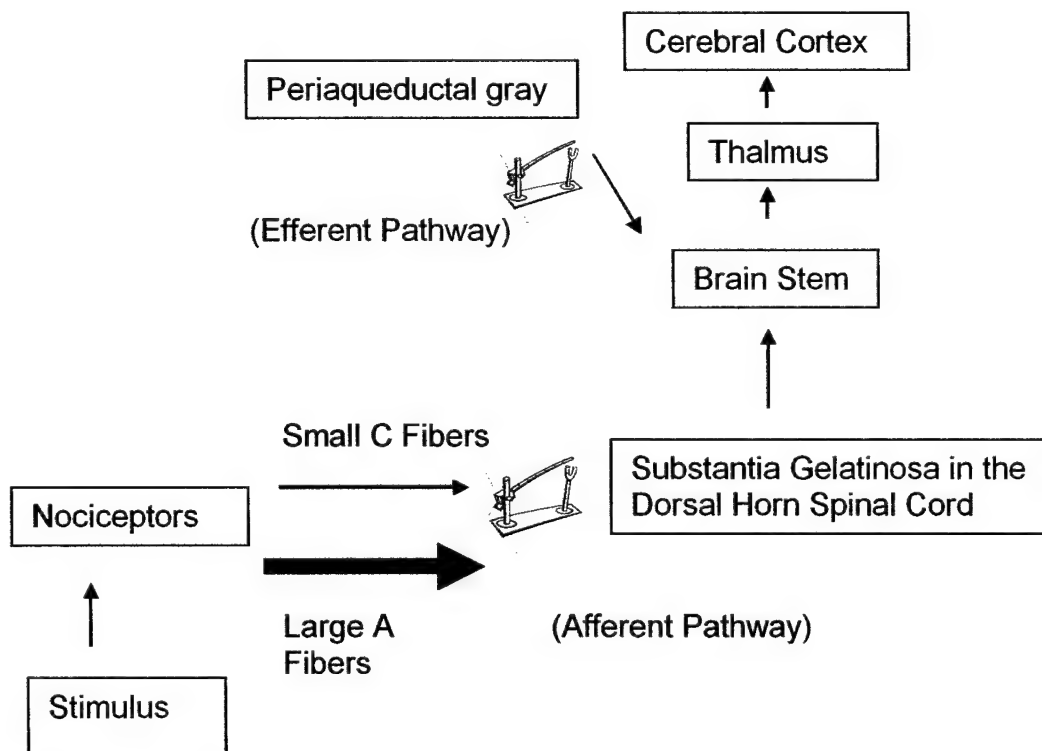 Cerebral Cortex
Periaqueductal gray
Thalmus
(Efferent Pathway)
Brain Stem
Small C Fibers
Substantia Gelatinosa in the
Dorsal Horn Spinal Cord
Nociceptors
Large A
Fibers
(Afferent Pathway)
Stimulus